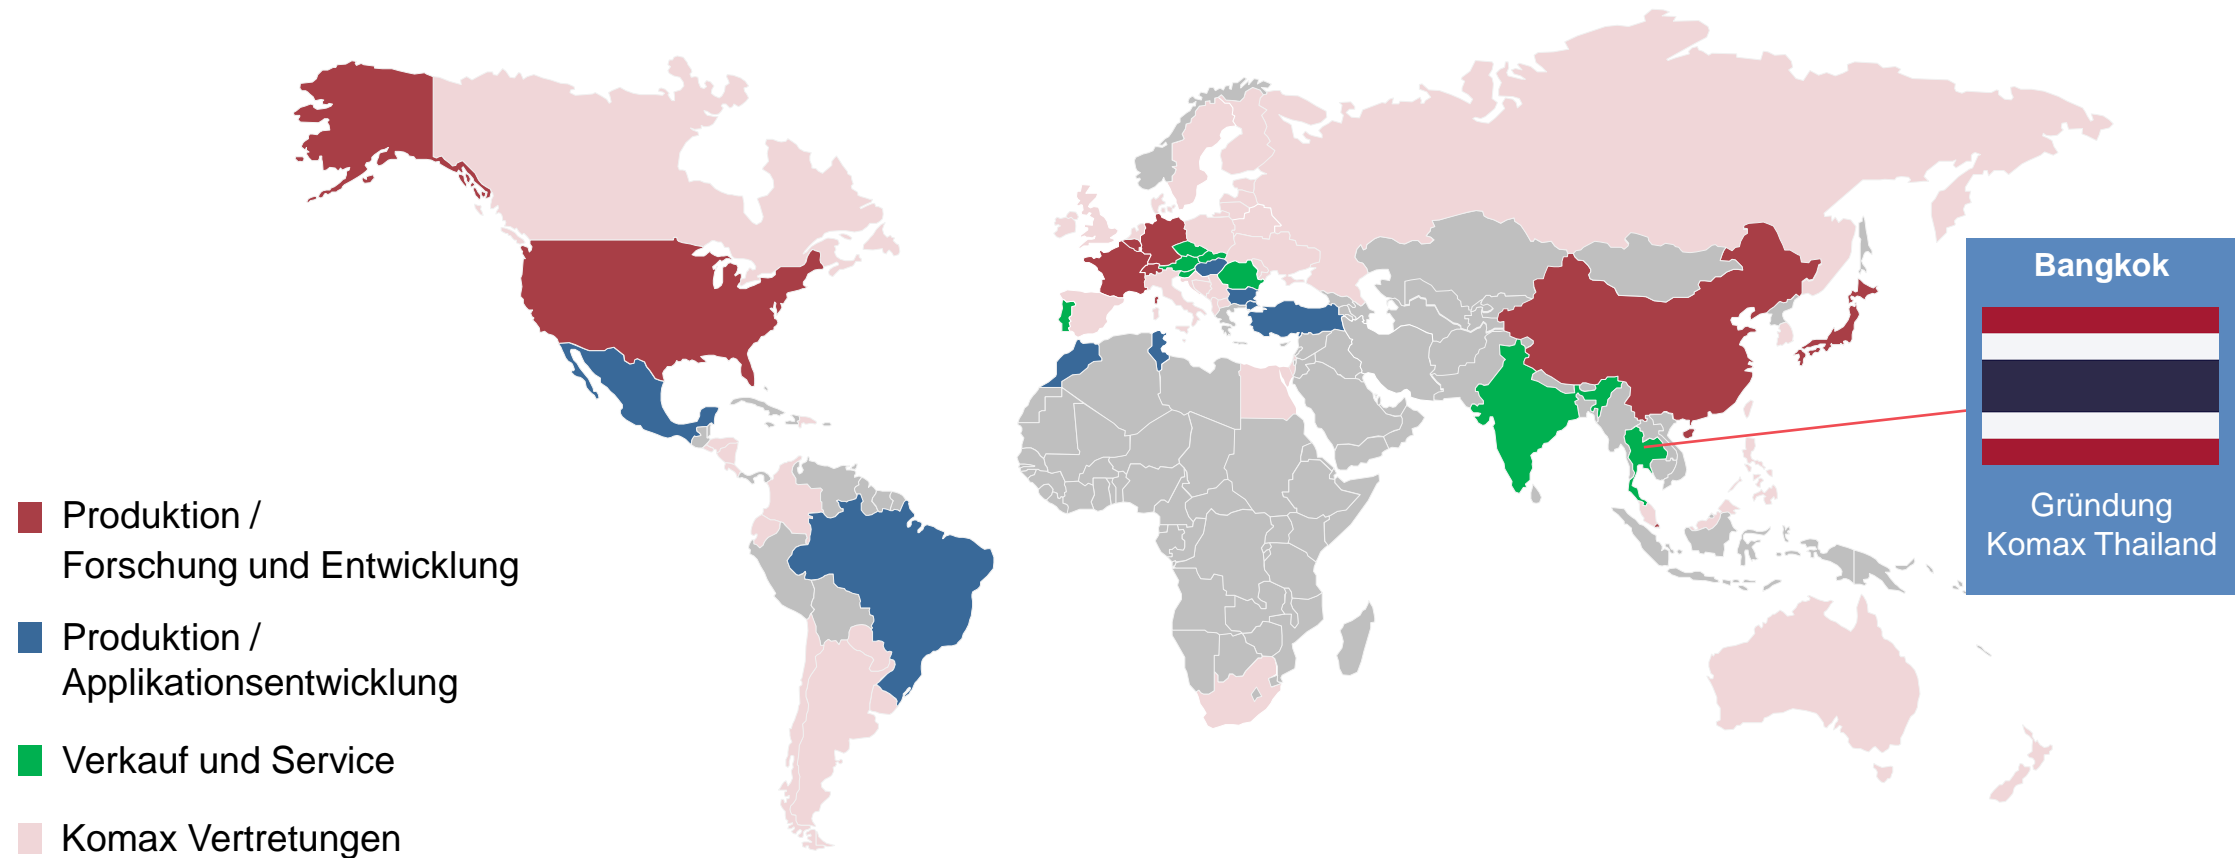 Bangkok
Gründung
Komax Thailand
Produktion /
Forschung und Entwicklung
Produktion /
Applikationsentwicklung
Verkauf und Service
Komax Vertretungen